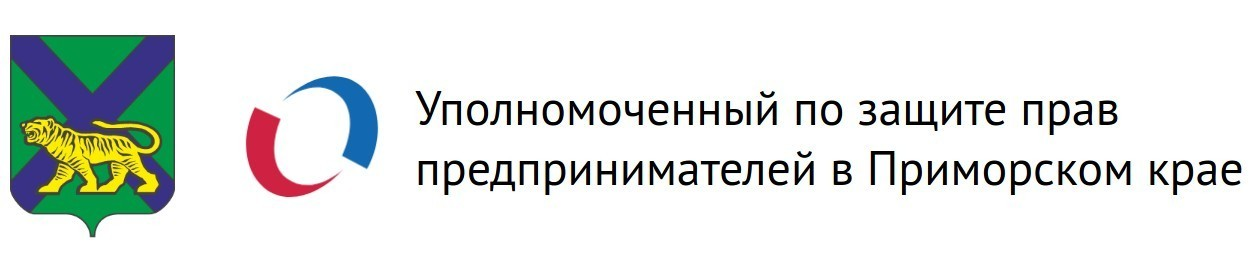 Уполномоченный по защите прав
предпринимателей в Приморском крае